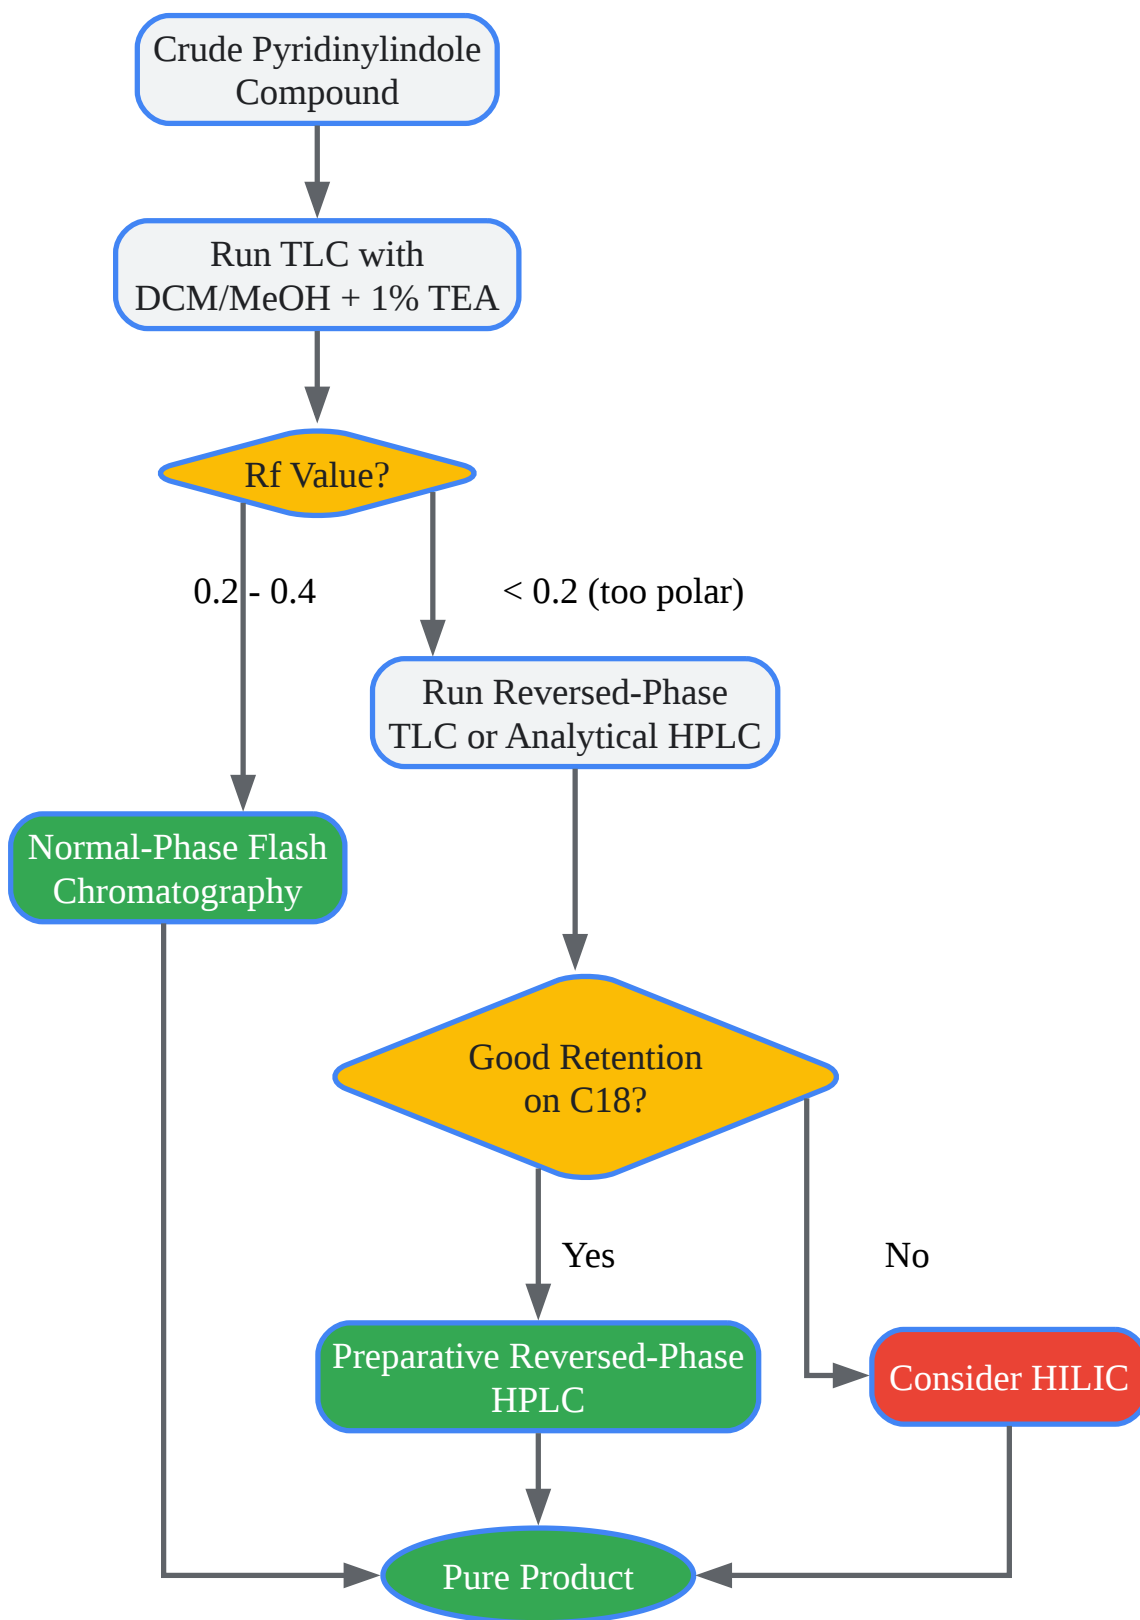 Crude Pyridinylindole
Compound
Run TLC with
DCM/MeOH + 1% TEA
Rf Value?
0.2 - 0.4
< 0.2 (too polar)
Run Reversed-Phase
TLC or Analytical HPLC
Normal-Phase Flash
Chromatography
Good Retention
on C18?
Yes
No
Preparative Reversed-Phase
HPLC
Consider HILIC
Pure Product